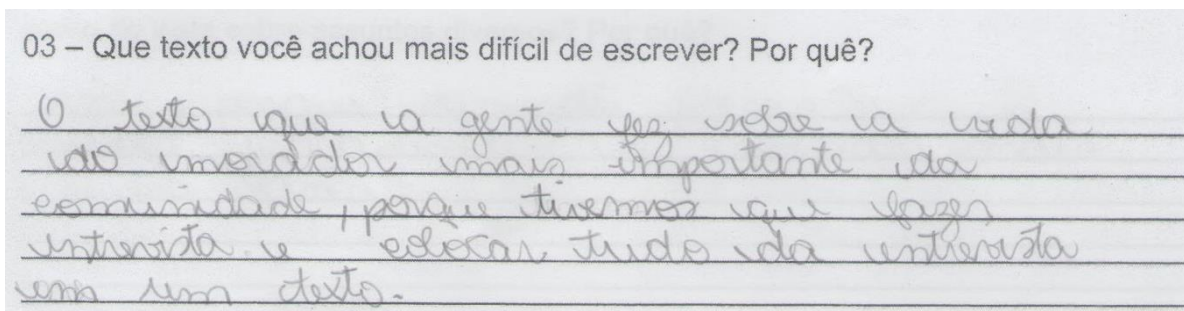 03 – Que texto você achou mais difícil de escrever? Por quê?
O texto que a gente fez sobre a vida
do morador mais importante da
comunidade, porque tivemos que fazer
entrevista e colocar tudo da entrevista
em um texto.